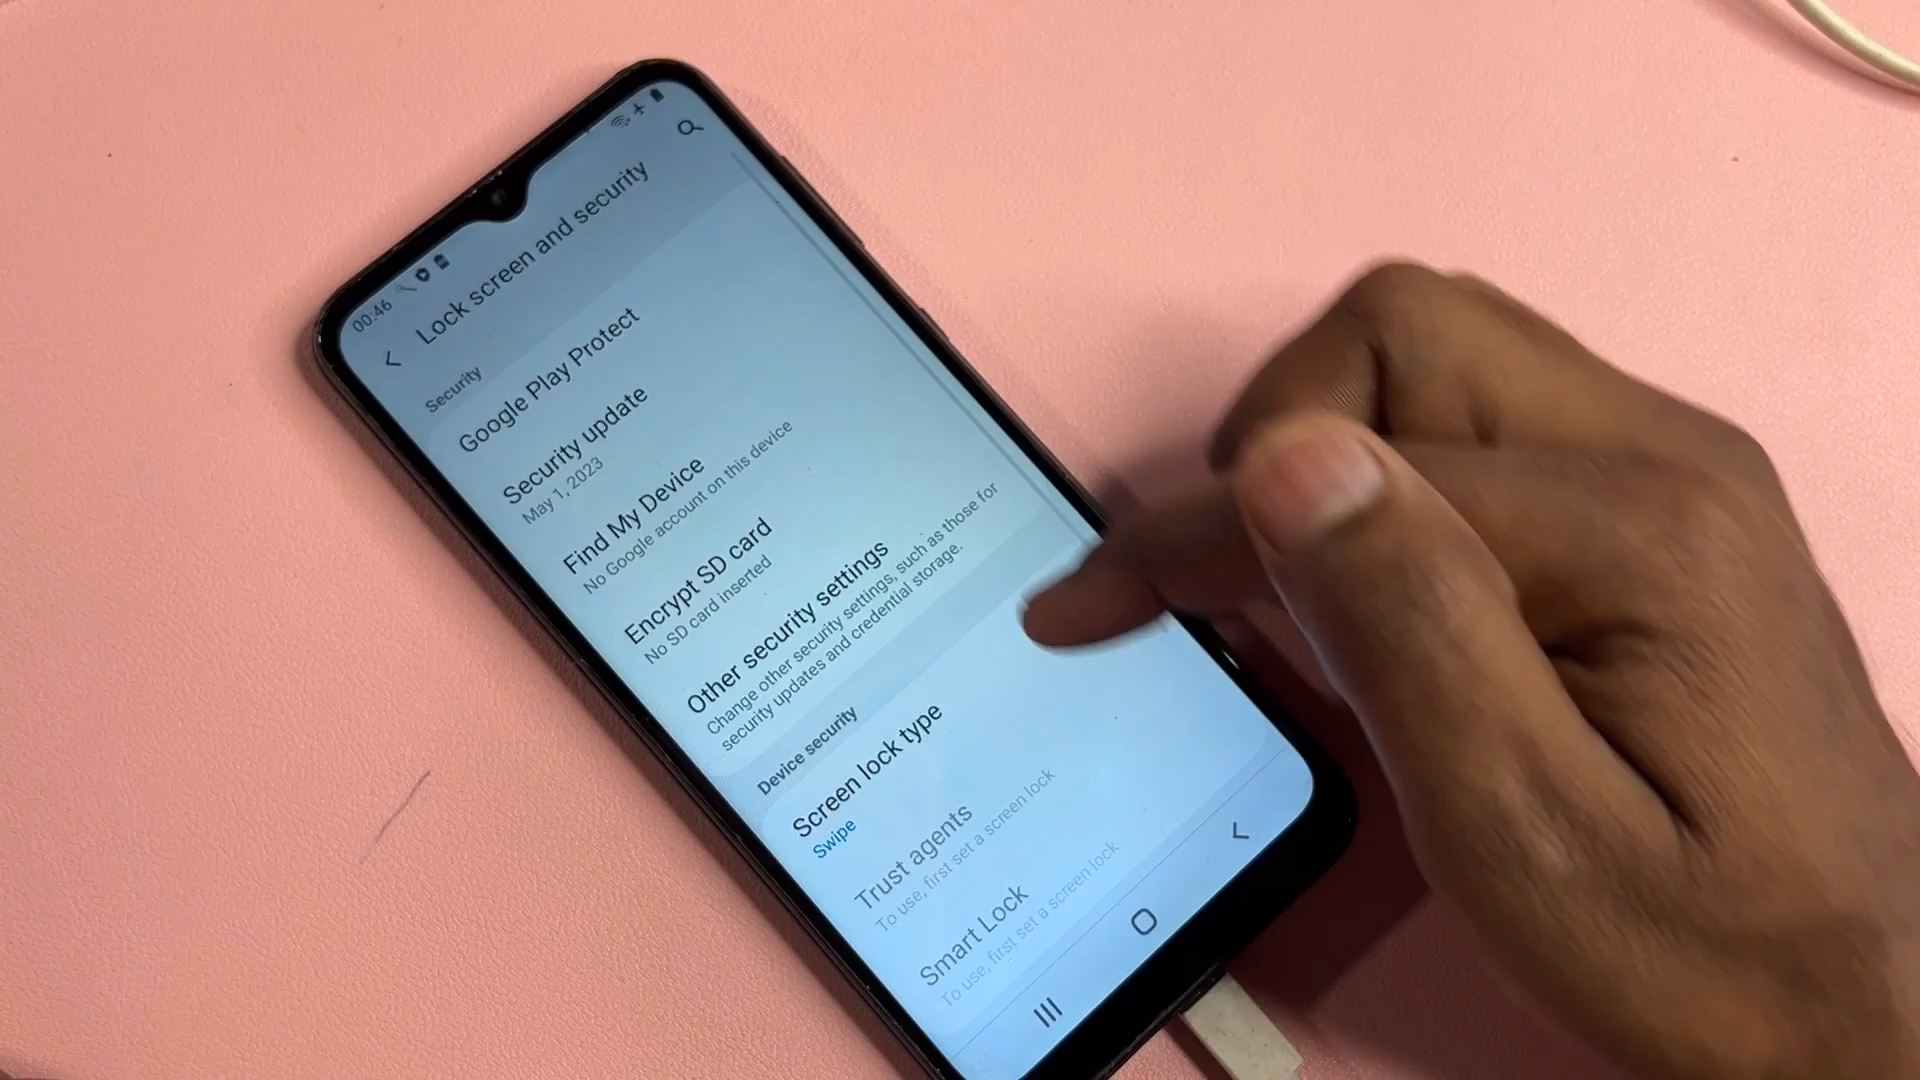 00:46
Lock screen and security
Security
Google Play Protect
Security update
May 1, 2023
Find My Device
No Google account on this device
Encrypt SD card
No SD card inserted
Other security settings
Change other security settings, such as those for
security updates and credential storage.
Device security
Screen lock type
Swipe
Trust agents
To use, first set a screen lock
Smart Lock
To use, first set a screen lock